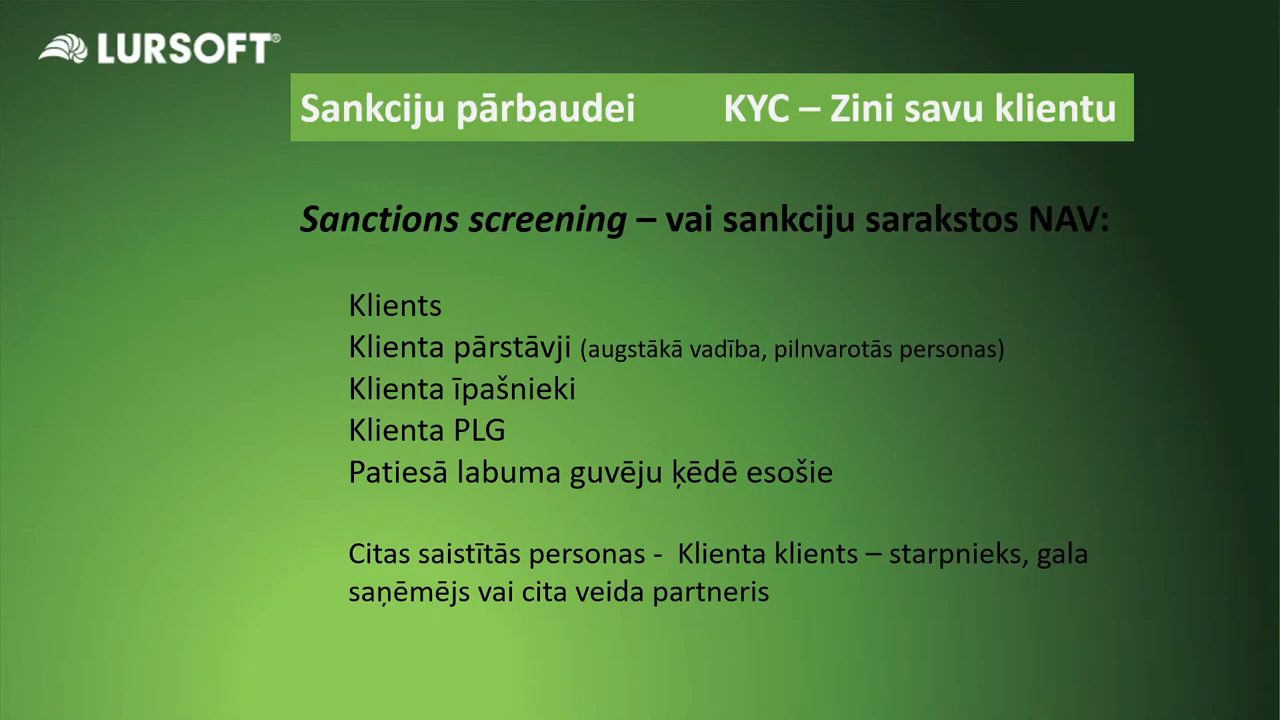 LURSOFT®
Sankciju pārbaudei KYC – Zini savu klientu
Sanctions screening – vai sankciju sarakstos NAV:
Klients
Klienta pārstāvji (augstākā vadība, pilnvarotās personas)
Klienta īpašnieki
Klienta PLG
Patiesā labuma guvēju ķēdē esošie
Citas saistītās personas - Klienta klients – starpnieks, gala
saņēmējs vai cita veida partneris